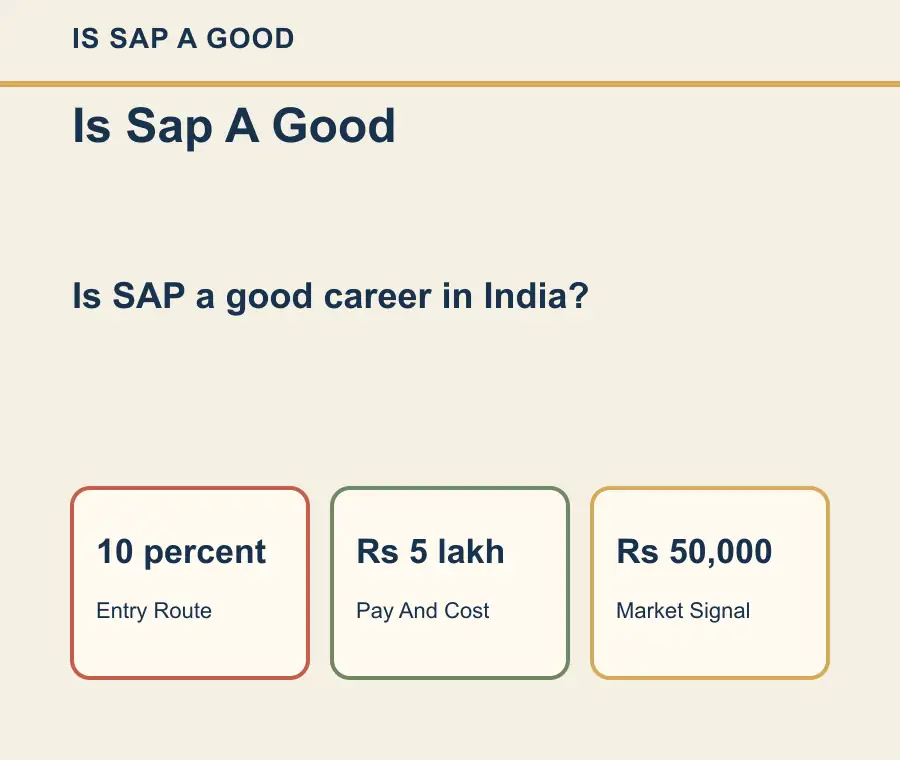 IS SAP A GOOD
Is Sap A Good
Is SAP a good career in India?
10 percent
Entry Route
Rs 5 lakh
Pay And Cost
Rs 50,000
Market Signal